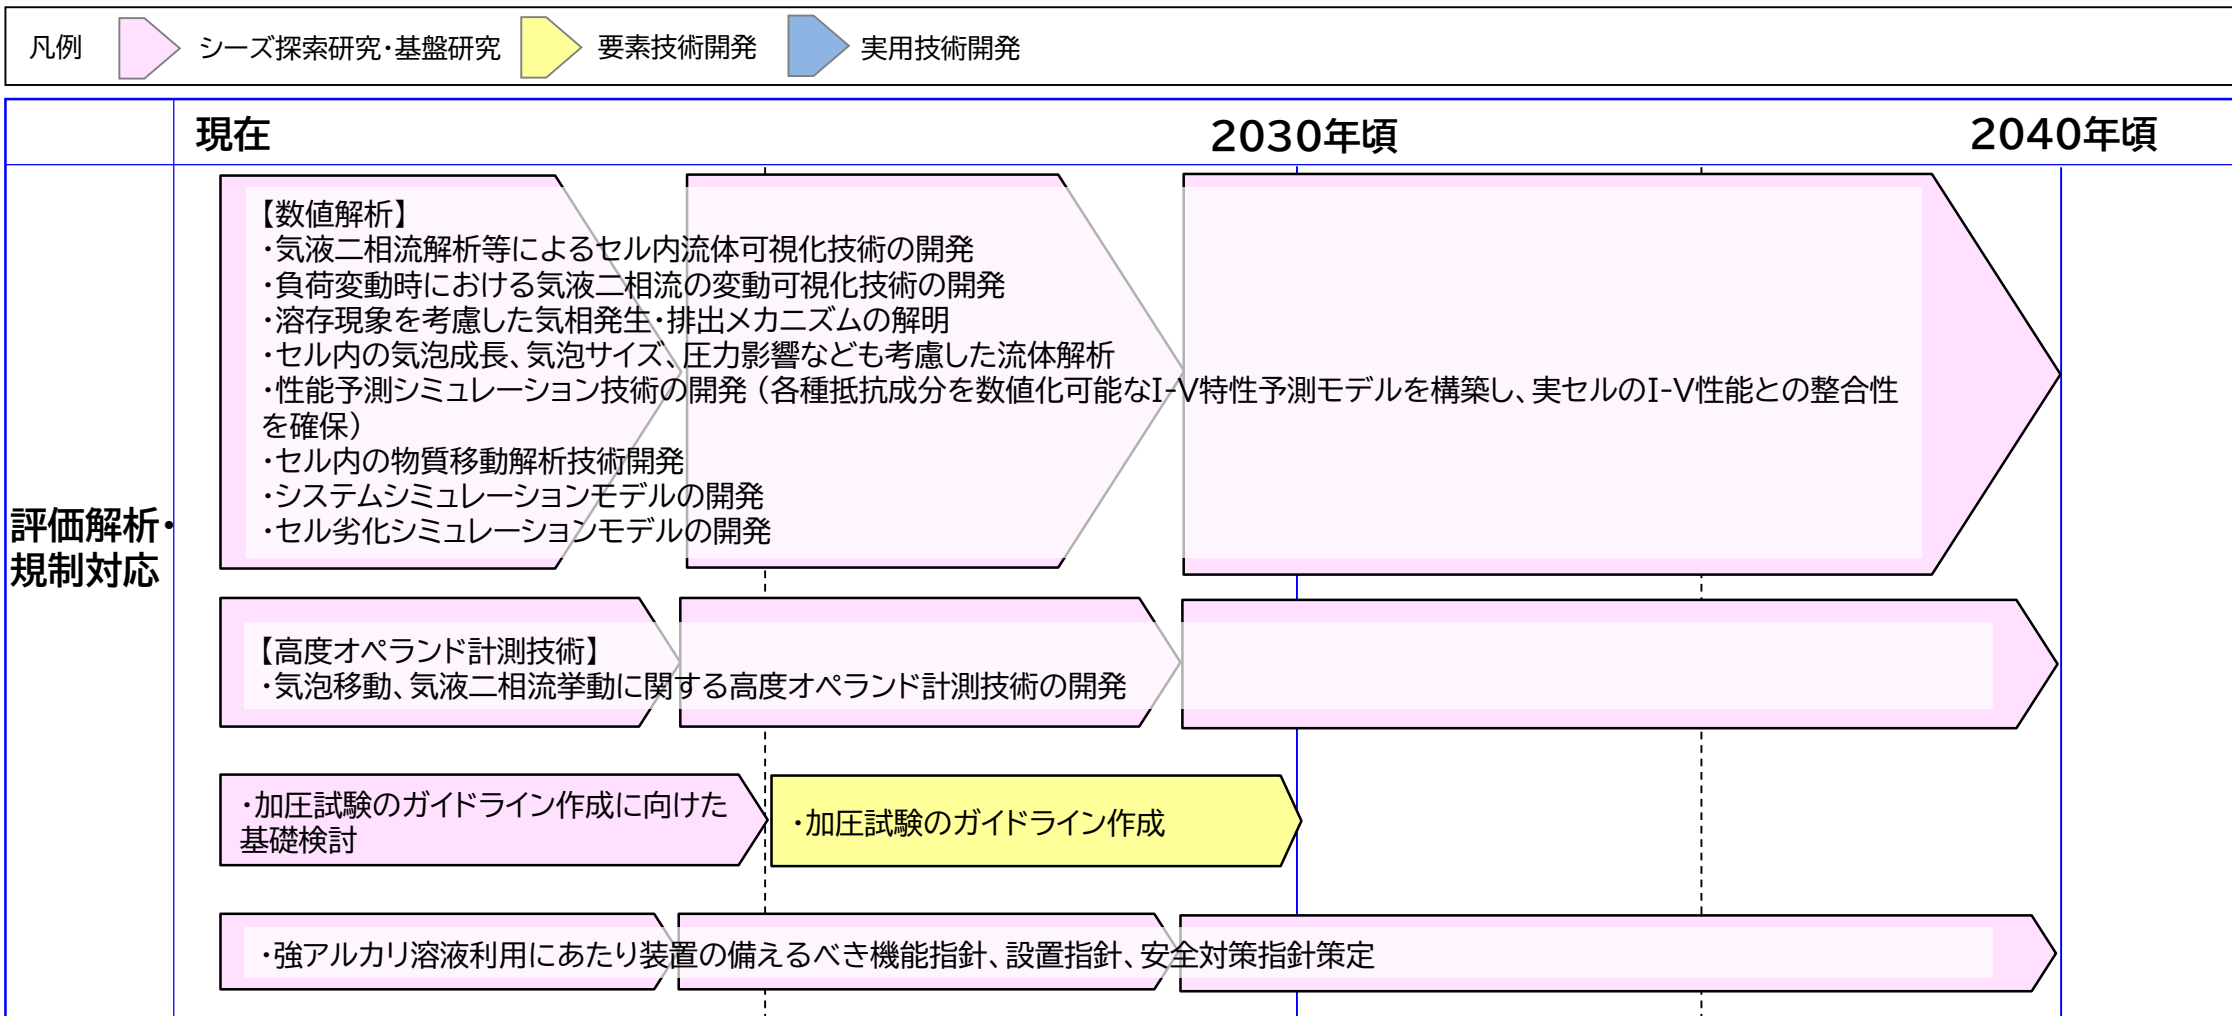 凡例 シーズ探索研究・基盤研究 要素技術開発 実用技術開発
現在 2030年頃 2040年頃
評価解析・
規制対応
【数値解析】
・気液二相流解析等によるセル内流体可視化技術の開発
・負荷変動時における気液二相流の変動可視化技術の開発
・溶存現象を考慮した気相発生・排出メカニズムの解明
・セル内の気泡成長、気泡サイズ、圧力影響なども考慮した流体解析
・性能予測シミュレーション技術の開発（各種抵抗成分を数値化可能なI-V特性予測モデルを構築し、実セルのI-V性能との整合性
を確保）
・セル内の物質移動解析技術開発
・システムシミュレーションモデルの開発
・セル劣化シミュレーションモデルの開発
【高度オペランド計測技術】
・気泡移動、気液二相流挙動に関する高度オペランド計測技術の開発
・加圧試験のガイドライン作成に向けた
基礎検討
・加圧試験のガイドライン作成
・強アルカリ溶液利用にあたり装置の備えるべき機能指針、設置指針、安全対策指針策定